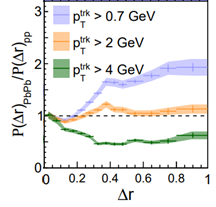 3
p_T^trk > 0.7 GeV
p_T^trk > 2 GeV
p_T^trk > 4 GeV
2
1
0
P(Δr)_PbPb/P(Δr)_pp
0 0.2 0.4 0.6 0.8 1
Δr